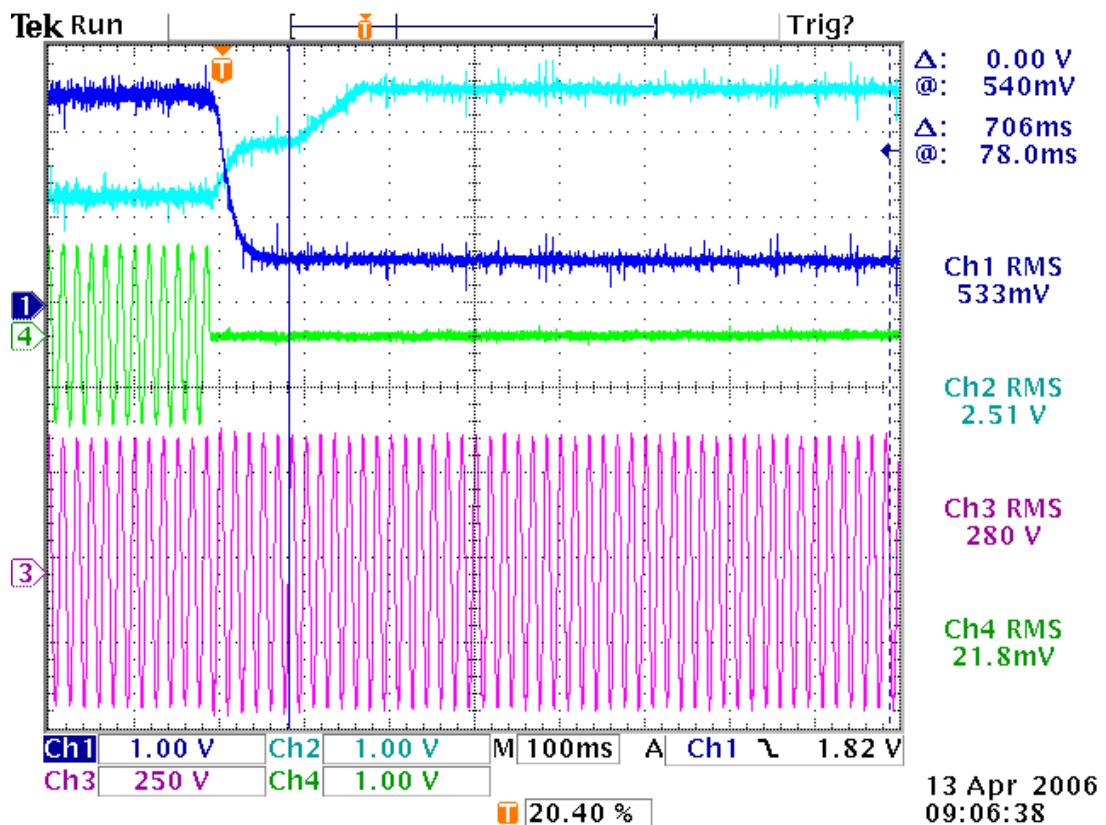 Tek Run Trig?
T
T
Δ: 0.00 V
@: 540mV
Δ: 706ms
@: 78.0ms
Ch1 RMS
533mV
1
4
Ch2 RMS
2.51 V
Ch3 RMS
280 V
3
Ch4 RMS
21.8mV
Ch1 1.00 V Ch2 1.00 V M 100ms A Ch1 1.82 V
Ch3 250 V Ch4 1.00 V
T 20.40 %
13 Apr 2006
09:06:38